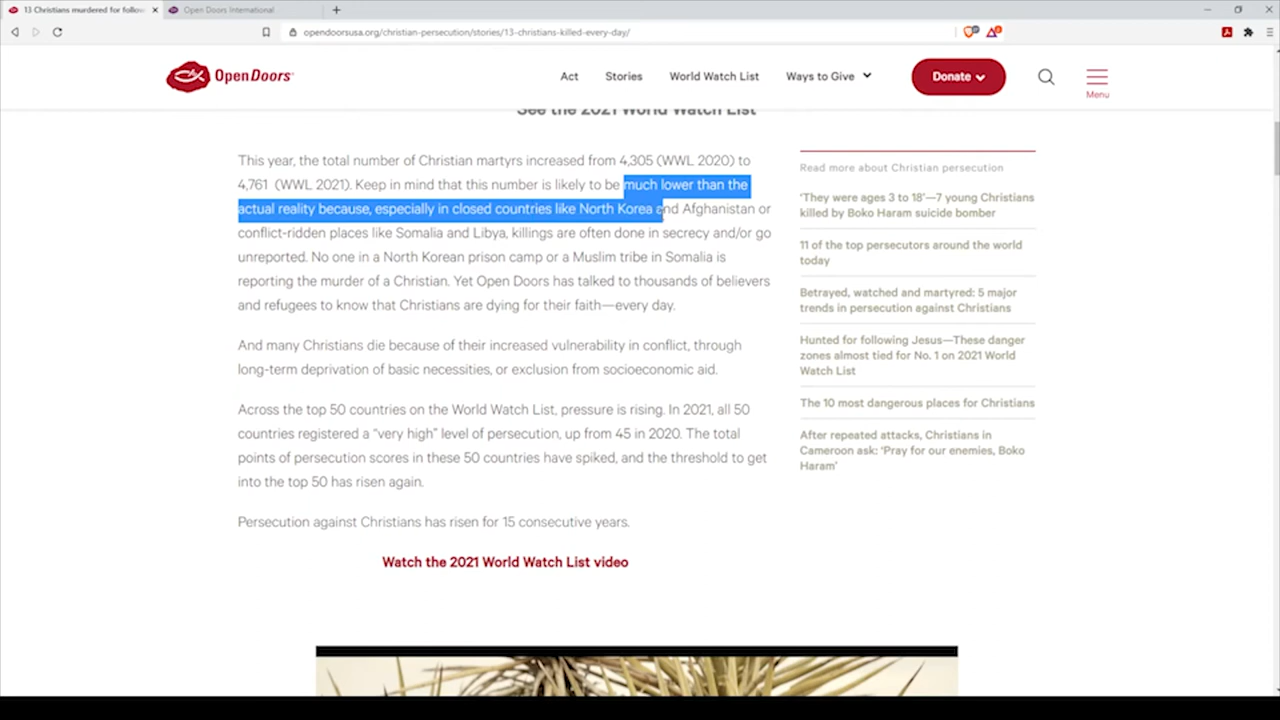 13 Christians murdered for follow
Open Doors International
opendoorsusa.org/christian-persecution/stories/13-christians-killed-every-day/
Open Doors
Act
Stories
World Watch List
Ways to Give
Donate
Menu
See the 2021 World Watch List
This year, the total number of Christian martyrs increased from 4,305 (WWL 2020) to
4,761 (WWL 2021). Keep in mind that this number is likely to be much lower than the
actual reality because, especially in closed countries like North Korea and Afghanistan or
conflict-ridden places like Somalia and Libya, killings are often done in secrecy and/or go
unreported. No one in a North Korean prison camp or a Muslim tribe in Somalia is
reporting the murder of a Christian. Yet Open Doors has talked to thousands of believers
and refugees to know that Christians are dying for their faith—every day.
And many Christians die because of their increased vulnerability in conflict, through
long-term deprivation of basic necessities, or exclusion from socioeconomic aid.
Across the top 50 countries on the World Watch List, pressure is rising. In 2021, all 50
countries registered a “very high” level of persecution, up from 45 in 2020. The total
points of persecution scores in these 50 countries have spiked, and the threshold to get
into the top 50 has risen again.
Persecution against Christians has risen for 15 consecutive years.
Watch the 2021 World Watch List video
Read more about Christian persecution
‘They were ages 3 to 18’—7 young Christians
killed by Boko Haram suicide bomber
11 of the top persecutors around the world
today
Betrayed, watched and martyred: 5 major
trends in persecution against Christians
Hunted for following Jesus—These danger
zones almost tied for No. 1 on 2021 World
Watch List
The 10 most dangerous places for Christians
After repeated attacks, Christians in
Cameroon ask: ‘Pray for our enemies, Boko
Haram’